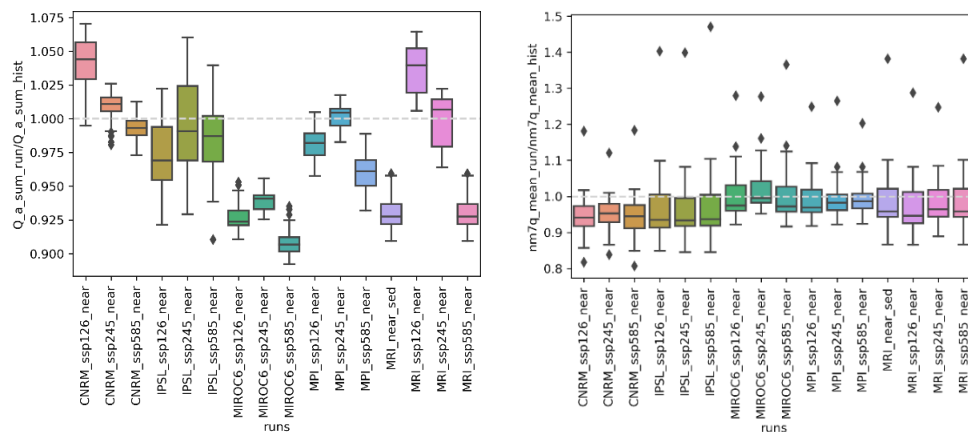 Q_a_sum_run/Q_a_sum_hist
1.075
1.050
1.025
1.000
0.975
0.950
0.925
0.900
CNRM_ssp126_near
CNRM_ssp245_near
CNRM_ssp585_near
IPSL_ssp126_near
IPSL_ssp245_near
IPSL_ssp585_near
MIROC6_ssp126_near
MIROC6_ssp245_near
MIROC6_ssp585_near
MPI_ssp126_near
MPI_ssp245_near
MPI_ssp585_near
MRI_near_sed
MRI_ssp126_near
MRI_ssp245_near
MRI_ssp585_near
runs
nm7q_mean_run/nm7q_mean_hist
1.5
1.4
1.3
1.2
1.1
1.0
0.9
0.8
CNRM_ssp126_near
CNRM_ssp245_near
CNRM_ssp585_near
IPSL_ssp126_near
IPSL_ssp245_near
IPSL_ssp585_near
MIROC6_ssp126_near
MIROC6_ssp245_near
MIROC6_ssp585_near
MPI_ssp126_near
MPI_ssp245_near
MPI_ssp585_near
MRI_near_sed
MRI_ssp126_near
MRI_ssp245_near
MRI_ssp585_near
runs